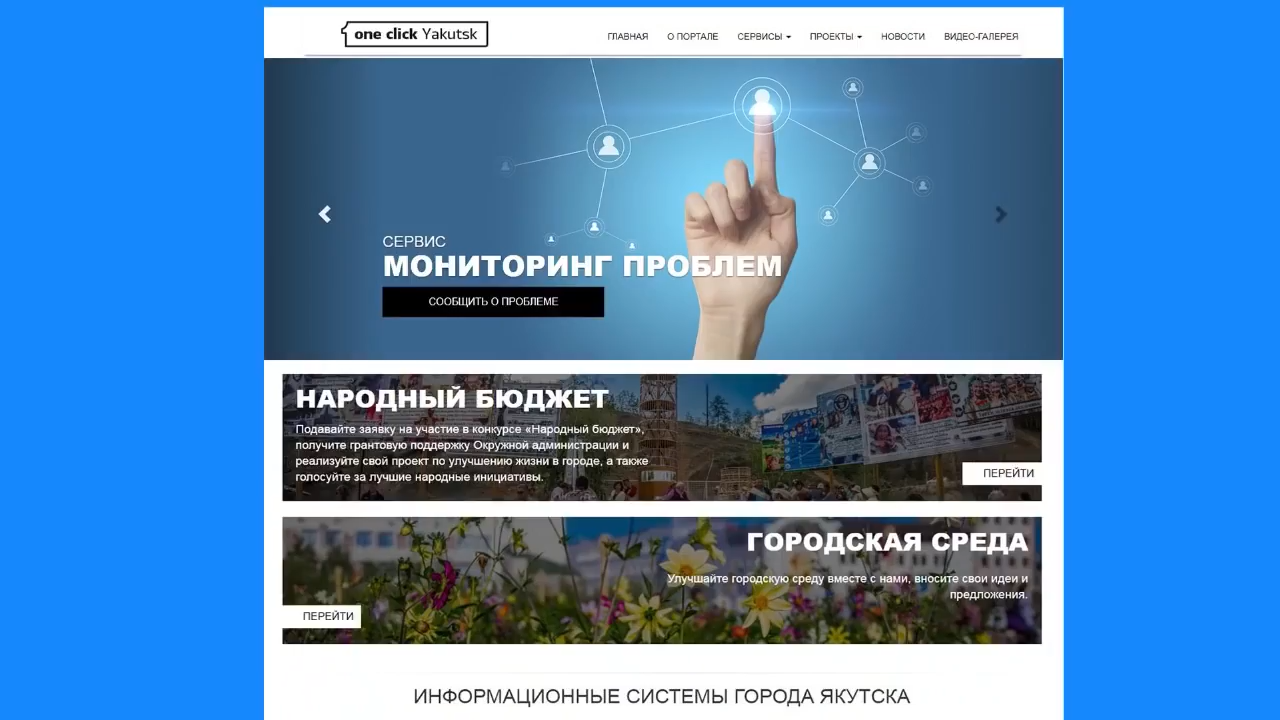 one click Yakutsk
ГЛАВНАЯ О ПОРТАЛЕ СЕРВИСЫ ПРОЕКТЫ НОВОСТИ ВИДЕО-ГАЛЕРЕЯ
СЕРВИС
МОНИТОРИНГ ПРОБЛЕМ
СООБЩИТЬ О ПРОБЛЕМЕ
НАРОДНЫЙ БЮДЖЕТ
Подавайте заявку на участие в конкурсе «Народный бюджет»,
получите грантовую поддержку Окружной администрации и
реализуйте свой проект по улучшению жизни в городе, а также
голосуйте за лучшие народные инициативы.
ПЕРЕЙТИ
ГОРОДСКАЯ СРЕДА
Улучшайте городскую среду вместе с нами, вносите свои идеи и
предложения.
ПЕРЕЙТИ
ИНФОРМАЦИОННЫЕ СИСТЕМЫ ГОРОДА ЯКУТСКА